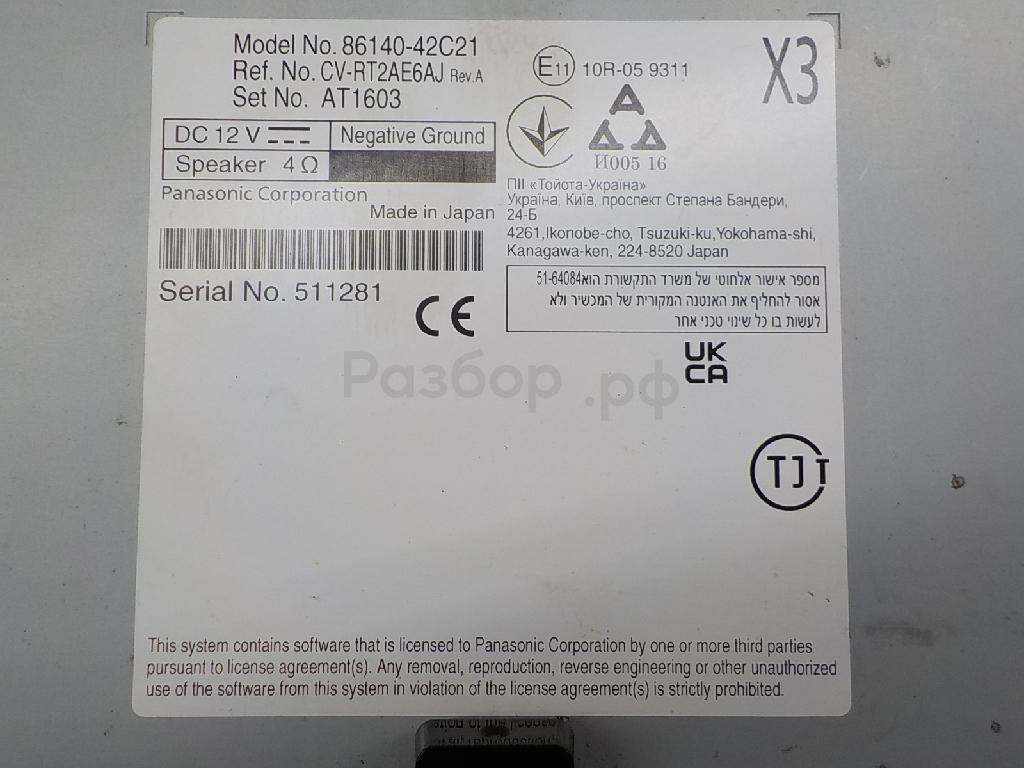 Model No. 86140-42C21
Ref. No. CV-RT2AE6AJ Rev.A
Set No. AT1603
DC 12 V
Negative Ground
Speaker 4 Ω
Panasonic Corporation
Made in Japan
Serial No. 511281
CE
E11 10R-05 9311
X3
И005 16
ПІІ «Тойота-Україна»
Україна, Київ, проспект Степана Бандери,
24-Б
4261,Ikonobe-cho, Tsuzuki-ku,Yokohama-shi,
Kanagawa-ken, 224-8520 Japan
מספר אישור אלחוטי של משרד התקשורת הוא51-64084
אסור להחליף את האנטנה המקורית של המכשיר ולא
לעשות בו כל שינוי טכני אחר
UK
CA
Разбор.рф
TJT
This system contains software that is licensed to Panasonic Corporation by one or more third parties
pursuant to license agreement(s). Any removal, reproduction, reverse engineering or other unauthorized
use of the software from this system in violation of the license agreement(s) is strictly prohibited.